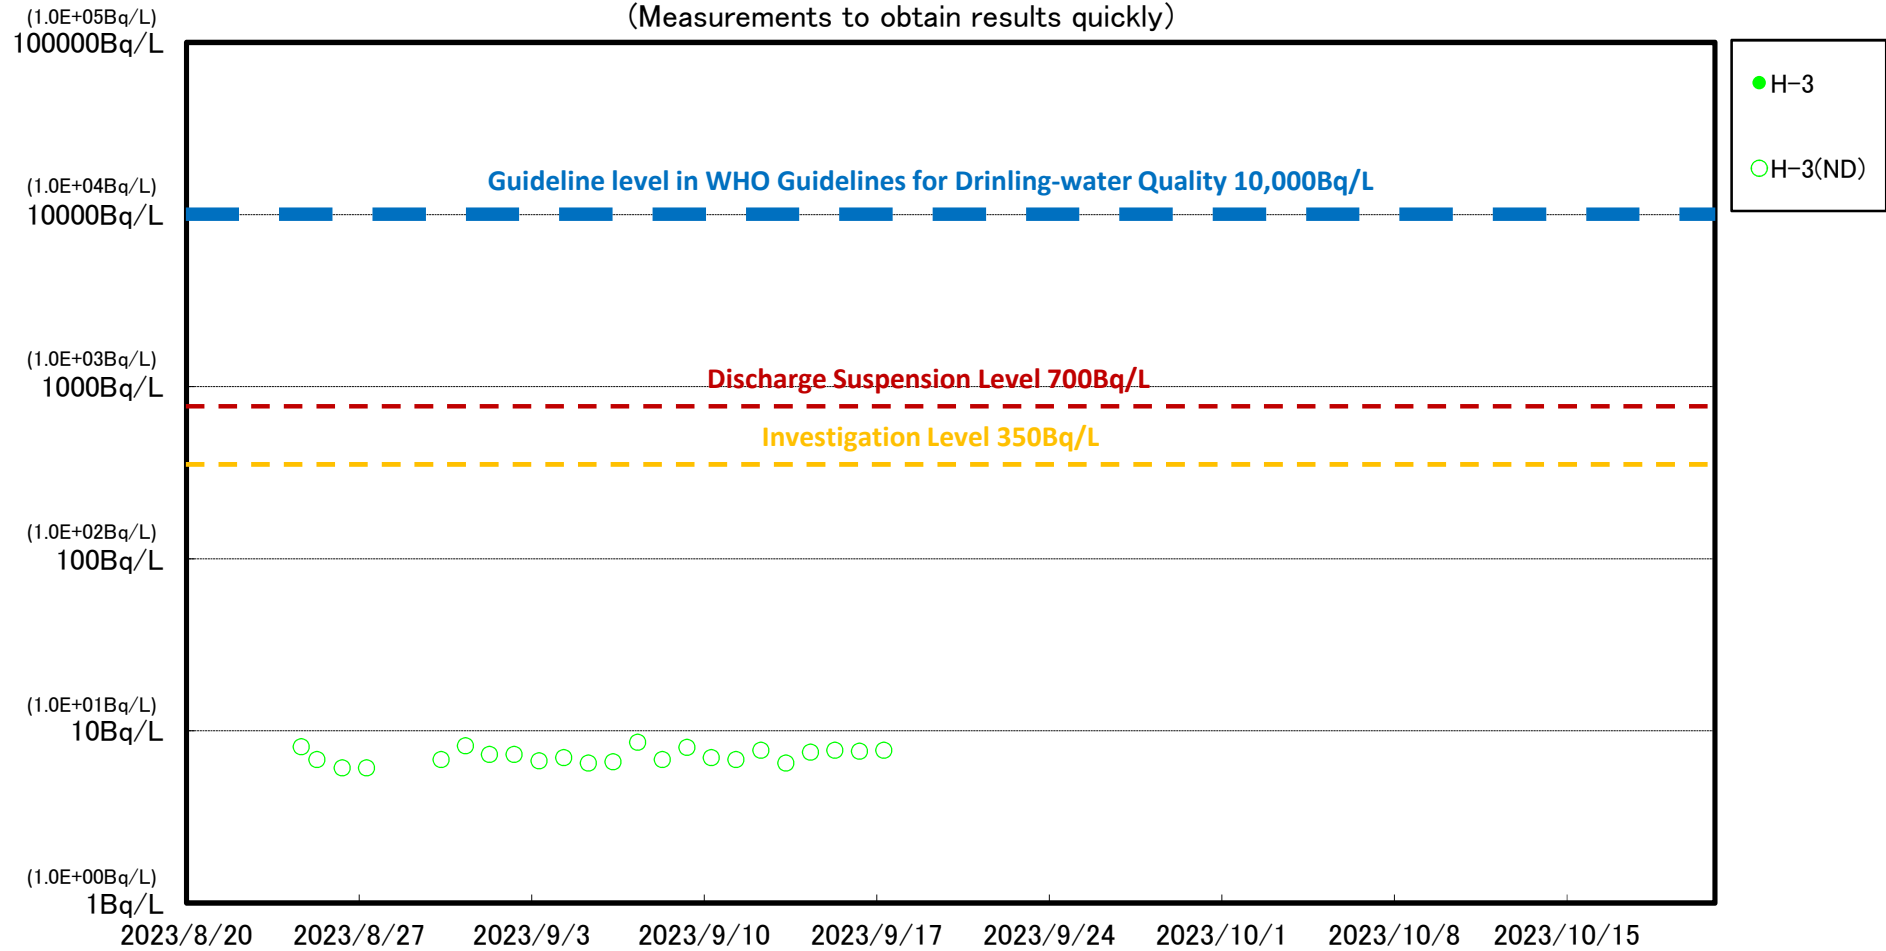 (Measurements to obtain results quickly)
(1.0E+05Bq/L)
100000Bq/L
H-3
H-3(ND)
Guideline level in WHO Guidelines for Drinling-water Quality 10,000Bq/L
(1.0E+04Bq/L)
10000Bq/L
(1.0E+03Bq/L)
1000Bq/L
Discharge Suspension Level 700Bq/L
Investigation Level 350Bq/L
(1.0E+02Bq/L)
100Bq/L
(1.0E+01Bq/L)
10Bq/L
(1.0E+00Bq/L)
1Bq/L
2023/8/20 2023/8/27 2023/9/3 2023/9/10 2023/9/17 2023/9/24 2023/10/1 2023/10/8 2023/10/15